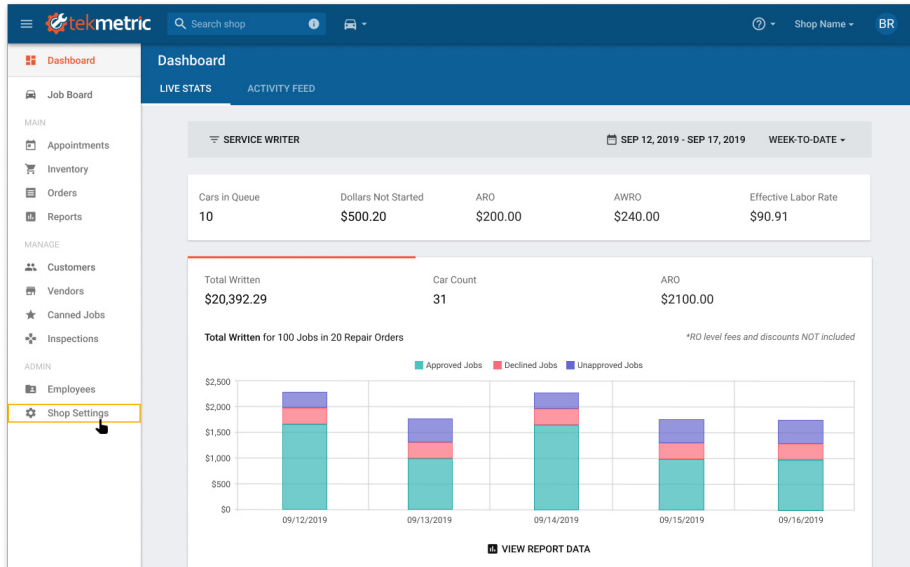 tekmetric Search shop Shop Name BR
Dashboard
Job Board
MAIN
Appointments
Inventory
Orders
Reports
MANAGE
Customers
Vendors
Canned Jobs
Inspections
ADMIN
Employees
Shop Settings
Dashboard
LIVE STATS ACTIVITY FEED
SERVICE WRITER SEP 12, 2019 - SEP 17, 2019 WEEK-TO-DATE
Cars in Queue Dollars Not Started ARO AWRO Effective Labor Rate
10 $500.20 $200.00 $240.00 $90.91
Total Written Car Count ARO
$20,392.29 31 $2100.00
Total Written for 100 Jobs in 20 Repair Orders *RO level fees and discounts NOT included
Approved Jobs Declined Jobs Unapproved Jobs
$2,500
$2,000
$1,500
$1,000
$500
$0
09/12/2019 09/13/2019 09/14/2019 09/15/2019 09/16/2019
VIEW REPORT DATA